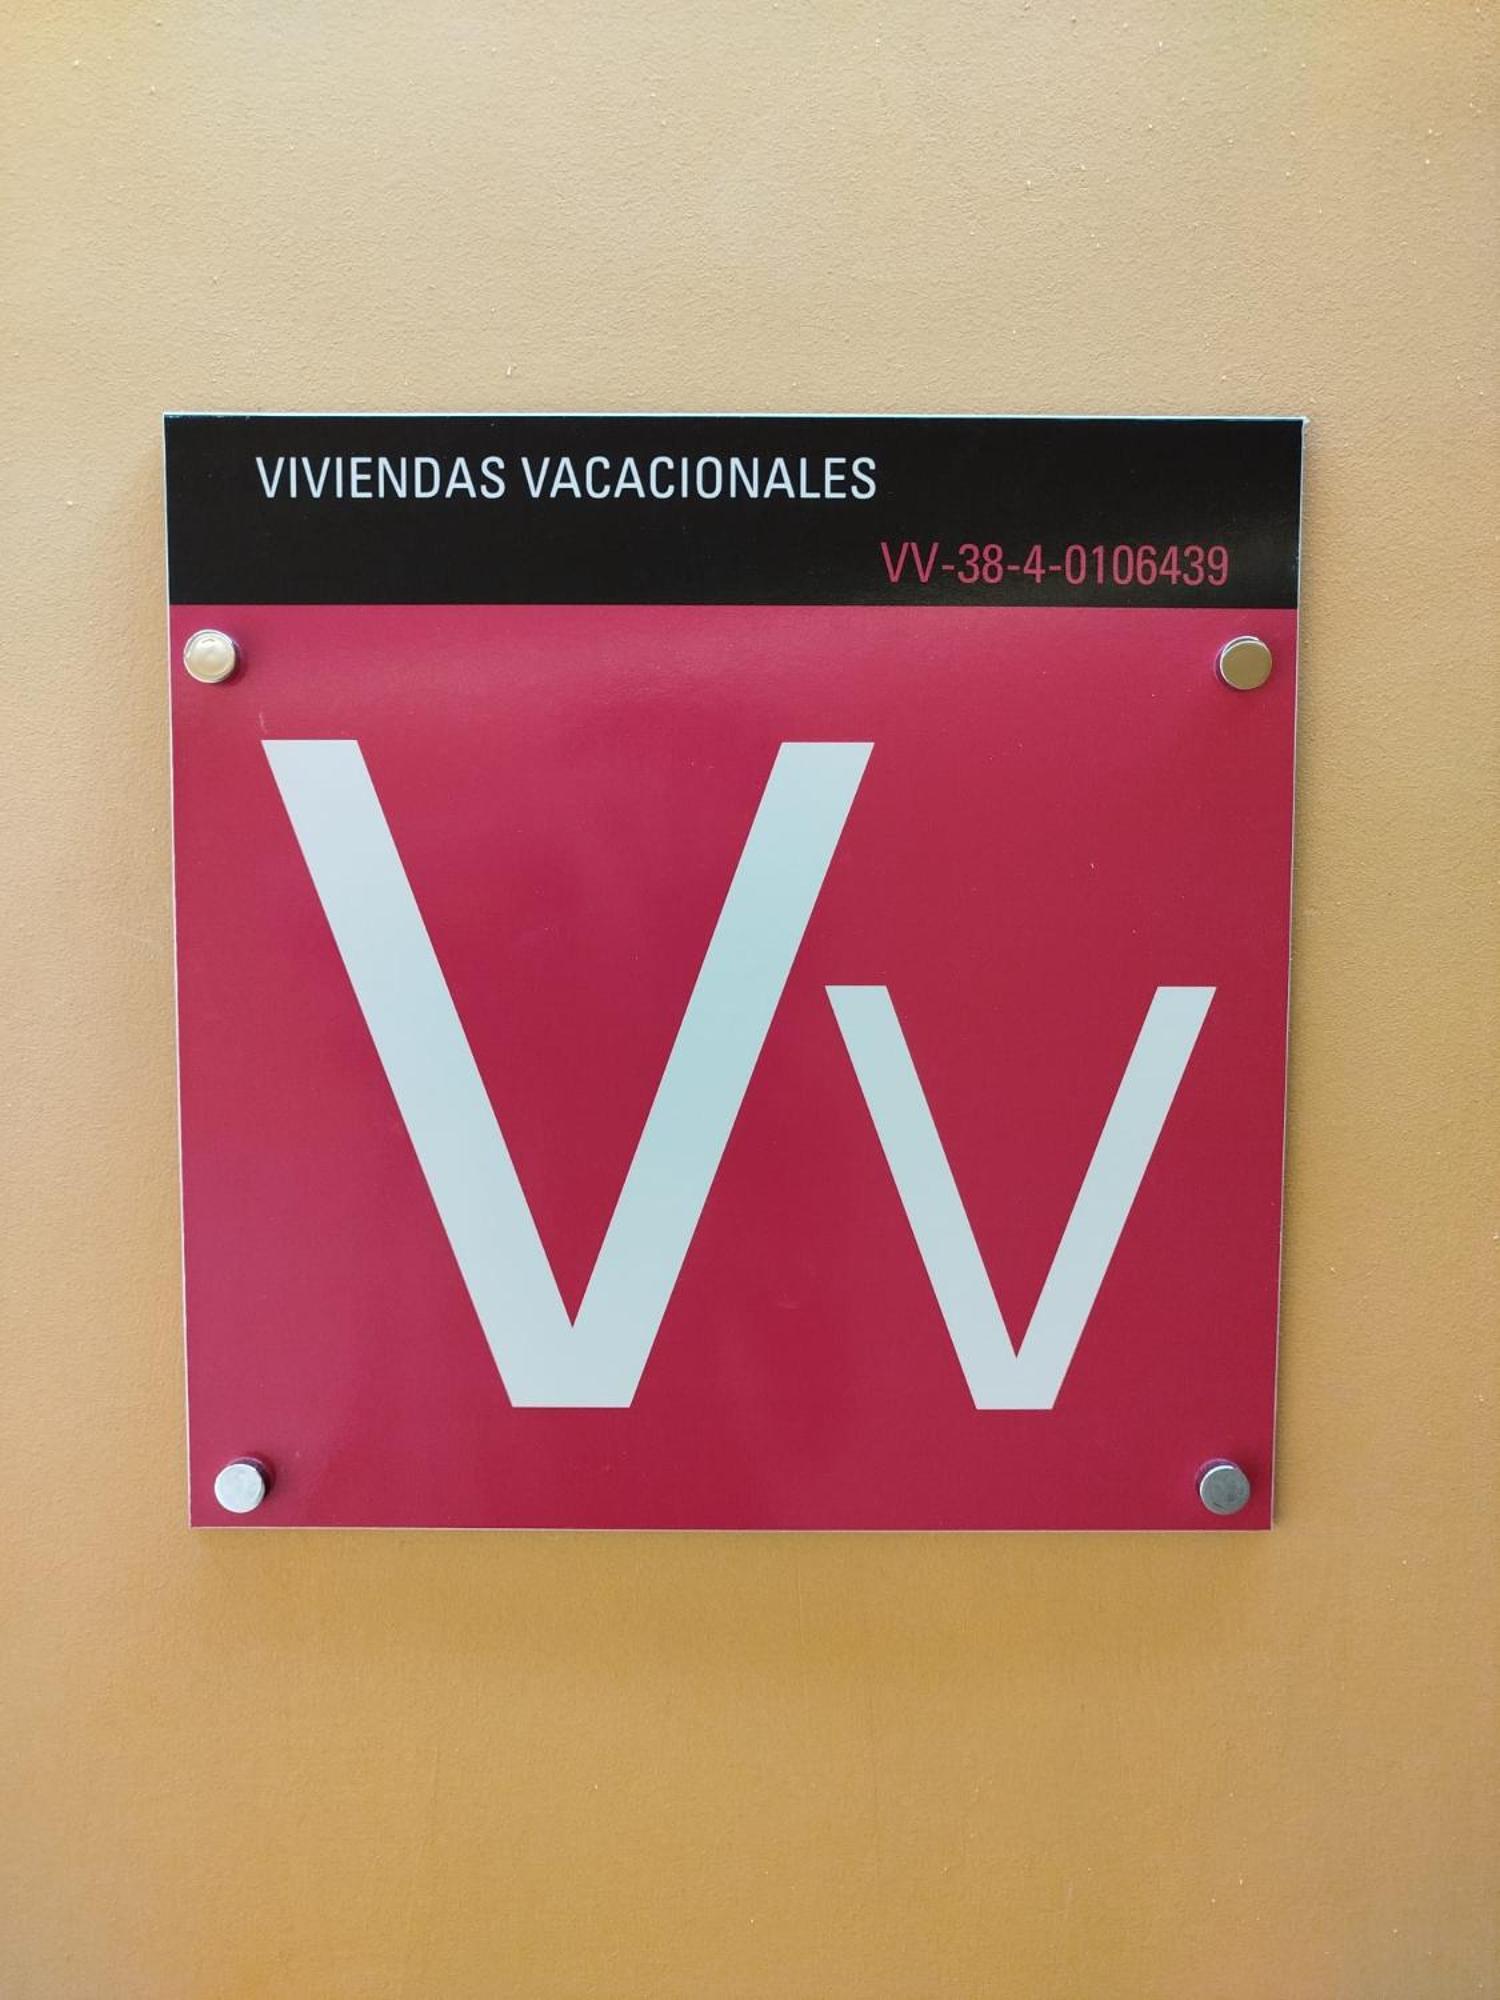 VIVIENDAS VACACIONALES
VV-38-4-0106439
Vv